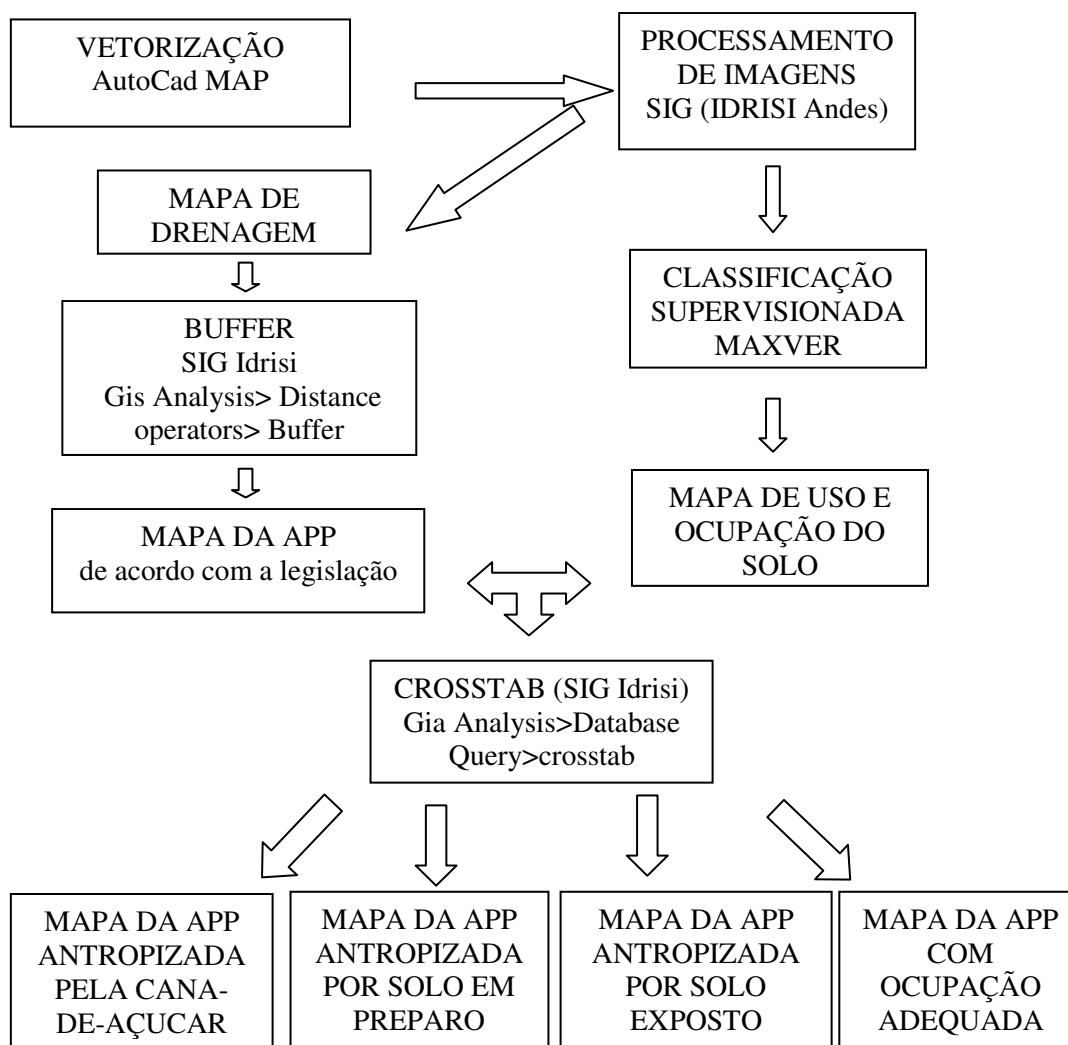 VETORIZAÇÃO
AutoCad MAP
PROCESSAMENTO
DE IMAGENS
SIG (IDRISI Andes)
MAPA DE
DRENAGEM
BUFFER
SIG Idrisi
Gis Analysis> Distance
operators> Buffer
CLASSIFICAÇÃO
SUPERVISIONADA
MAXVER
MAPA DA APP
de acordo com a legislação
MAPA DE USO E
OCUPAÇÃO DO
SOLO
CROSSTAB (SIG Idrisi)
Gia Analysis>Database
Query>crosstab
MAPA DA APP
ANTROPIZADA
PELA CANA-
DE-AÇUCAR
MAPA DA APP
ANTROPIZADA
POR SOLO EM
PREPARO
MAPA DA APP
ANTROPIZADA
POR SOLO
EXPOSTO
MAPA DA APP
COM
OCUPAÇÃO
ADEQUADA